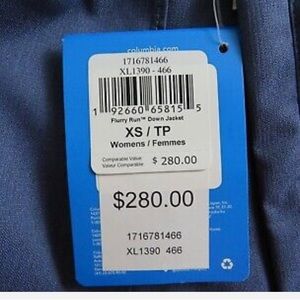 columbia.com
1716781466
XL1390 - 466
1 92660 65815 5
Flurry Run™ Down Jacket
XS / TP
Womens / Femmes
Comparable Value:
Valeur Comparable
$ 280.00
$280.00
1716781466
XL1390 466